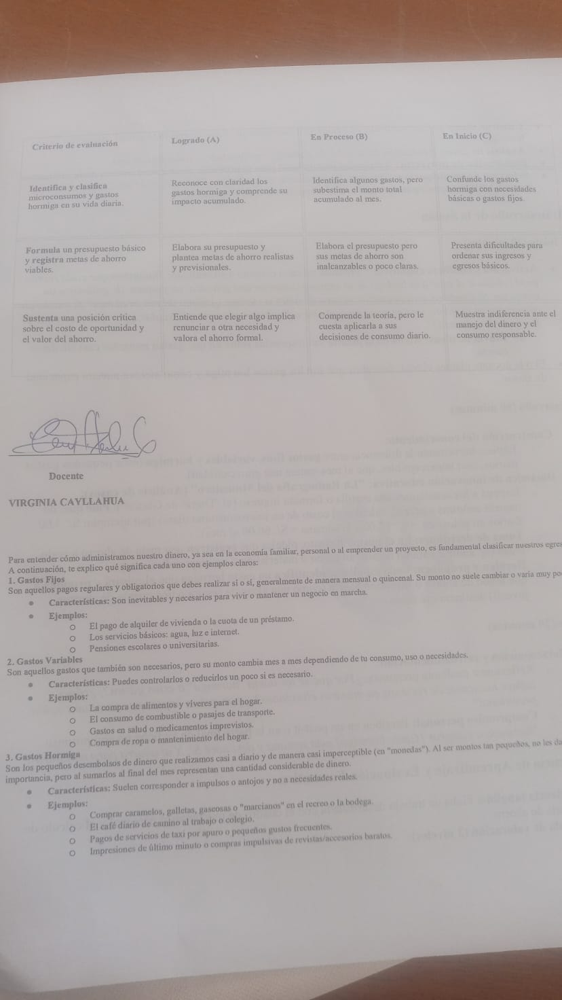 Criterio de evaluación
Logrado (A)
En Proceso (B)
En Inicio (C)
Identifica y clasifica
microconsumos y gastos
hormiga en su vida diaria.
Reconoce con claridad los
gastos hormiga y comprende su
impacto acumulado.
Identifica algunos gastos, pero
subestima el monto total
acumulado al mes.
Confunde los gastos
hormiga con necesidades
básicas o gastos fijos.
Formula un presupuesto básico
y registra metas de ahorro
viables.
Elabora su presupuesto y
plantea metas de ahorro realistas
y previsionales.
Elabora el presupuesto pero
sus metas de ahorro son
inalcanzables o poco claras.
Presenta dificultades para
ordenar sus ingresos y
egresos básicos.
Sustenta una posición crítica
sobre el costo de oportunidad y
el valor del ahorro.
Entiende que elegir algo implica
renunciar a otra necesidad y
valora el ahorro formal.
Comprende la teoría, pero le
cuesta aplicarla a sus
decisiones de consumo diario.
Muestra indiferencia ante el
manejo del dinero y el
consumo responsable.
Docente
VIRGINIA CAYLLAHUA
Para entender cómo administramos nuestro dinero, ya sea en la economía familiar, personal o al emprender un proyecto, es fundamental clasificar nuestros egres
A continuación, te explico qué significa cada uno con ejemplos claros:
1. Gastos Fijos
Son aquellos pagos regulares y obligatorios que debes realizar sí o sí, generalmente de manera mensual o quincenal. Su monto no suele cambiar o varía muy po
• Características: Son inevitables y necesarios para vivir o mantener un negocio en marcha.
• Ejemplos:
o El pago de alquiler de vivienda o la cuota de un préstamo.
o Los servicios básicos: agua, luz e internet.
o Pensiones escolares o universitarias.
2. Gastos Variables
Son aquellos gastos que también son necesarios, pero su monto cambia mes a mes dependiendo de tu consumo, uso o necesidades.
• Características: Puedes controlarlos o reducirlos un poco si es necesario.
• Ejemplos:
o La compra de alimentos y víveres para el hogar.
o El consumo de combustible o pasajes de transporte.
o Gastos en salud o medicamentos imprevistos.
o Compra de ropa o mantenimiento del hogar.
3. Gastos Hormiga
Son los pequeños desembolsos de dinero que realizamos casi a diario y de manera casi imperceptible (en "monedas"). Al ser montos tan pequeños, no les da
importancia, pero al sumarlos al final del mes representan una cantidad considerable de dinero.
• Características: Suelen corresponder a impulsos o antojos y no a necesidades reales.
• Ejemplos:
o Comprar caramelos, galletas, gaseosas o "marcianos" en el recreo o la bodega.
o El café diario de camino al trabajo o colegio.
o Pagos de servicios de taxi por apuro o pequeños gustos frecuentes.
o Impresiones de último minuto o compras impulsivas de revistas/accesorios baratos.